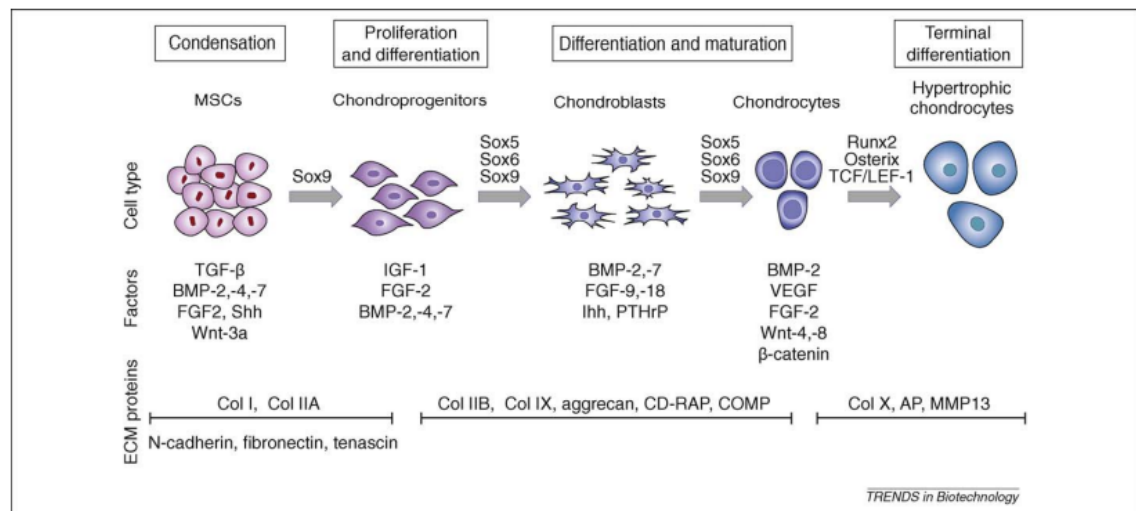 Condensation
Proliferation
and differentiation
Differentiation and maturation
Terminal
differentiation
MSCs
Chondroprogenitors
Chondroblasts
Chondrocytes
Hypertrophic
chondrocytes
Cell type
Sox9
Sox5
Sox6
Sox9
Sox5
Sox6
Sox9
Runx2
Osterix
TCF/LEF-1
Factors
TGF-β
BMP-2,-4,-7
FGF2, Shh
Wnt-3a
IGF-1
FGF-2
BMP-2,-4,-7
BMP-2,-7
FGF-9,-18
Ihh, PTHrP
BMP-2
VEGF
FGF-2
Wnt-4,-8
β-catenin
ECM proteins
Col I, Col IIA
N-cadherin, fibronectin, tenascin
Col IIB, Col IX, aggrecan, CD-RAP, COMP
Col X, AP, MMP13
TRENDS in Biotechnology